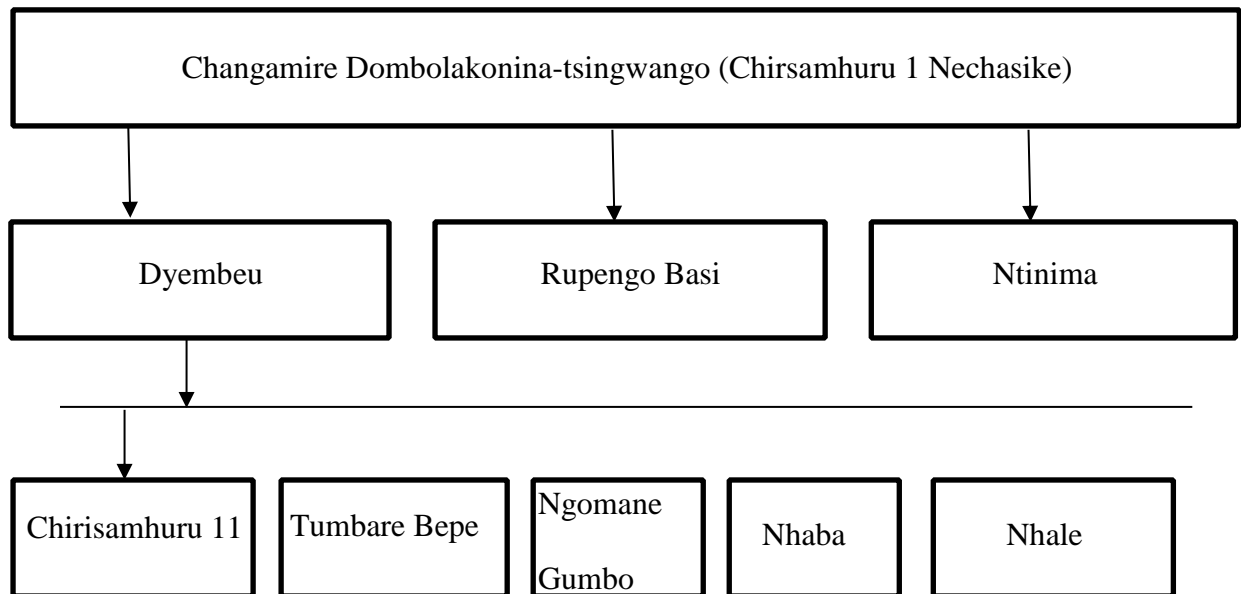 Changamire Dombolakonina-tsingwango (Chirsamhuru 1 Nechasike)
Dyembeu
Rupengo Basi
Ntinima
Chirisamhuru 11
Tumbare Bepe
Ngomane
Gumbo
Nhaba
Nhale